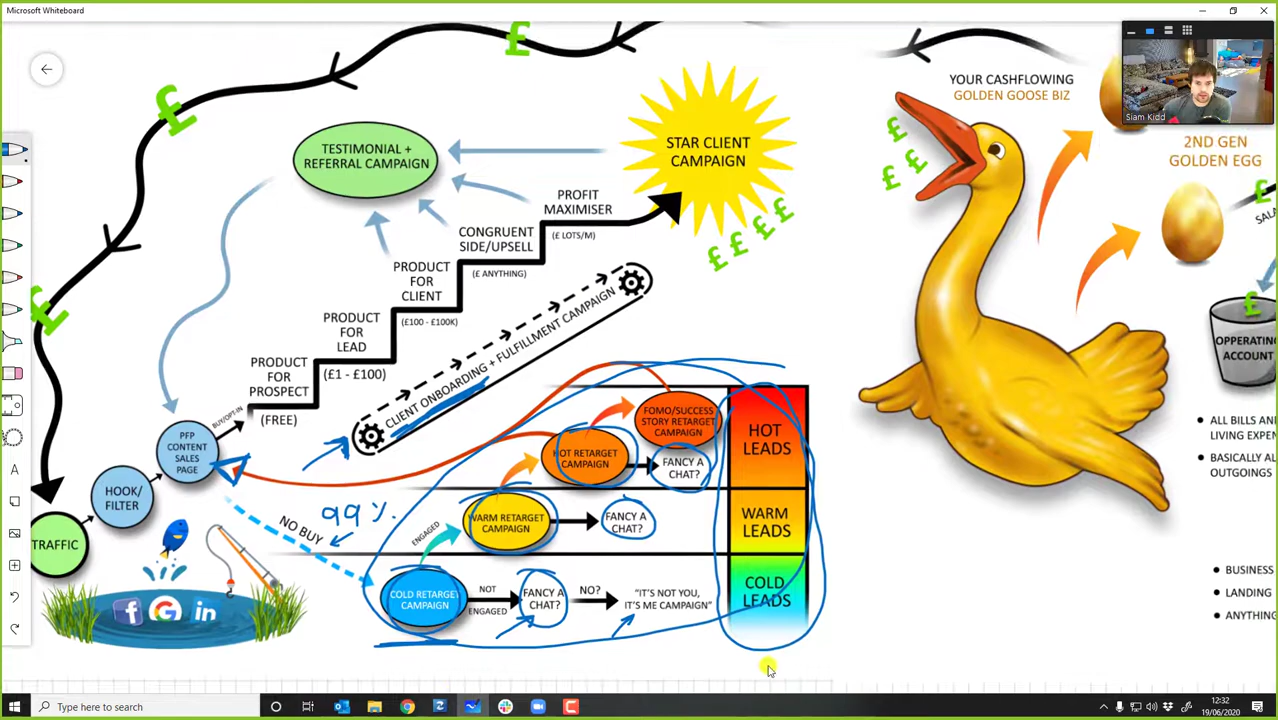 Microsoft Whiteboard
Siam Kidd
£
£
£
£
£
£
YOUR CASHFLOWING
GOLDEN GOOSE BIZ
2ND GEN
GOLDEN EGG
£
£
OPPERATING
ACCOUNT
TESTIMONIAL +
REFERRAL CAMPAIGN
STAR CLIENT
CAMPAIGN
££££
PROFIT
MAXIMISER
(£ LOTS/M)
CONGRUENT
SIDE/UPSELL
(£ ANYTHING)
PRODUCT
FOR
CLIENT
(£100 - £100K)
PRODUCT
FOR
LEAD
(£1 - £100)
PRODUCT
FOR
PROSPECT
(FREE)
BUY/OPT-IN
CLIENT ONBOARDING + FULFILLMENT CAMPAIGN
PFP
CONTENT
SALES
PAGE
HOOK/
FILTER
TRAFFIC
f G in
NO BUY
99%.
FOMO/SUCCESS
STORY RETARGET
CAMPAIGN
HOT RETARGET
CAMPAIGN
FANCY A
CHAT?
HOT
LEADS
ENGAGED
WARM RETARGET
CAMPAIGN
FANCY A
CHAT?
WARM
LEADS
COLD RETARGET
CAMPAIGN
NOT
ENGAGED
FANCY A
CHAT?
NO?
"IT'S NOT YOU,
IT'S ME CAMPAIGN"
COLD
LEADS
• ALL BILLS AND
LIVING EXPEN
• BASICALLY AL
OUTGOINGS
• BUSINESS
• LANDING
• ANYTHING
Type here to search
12:32
19/06/2020